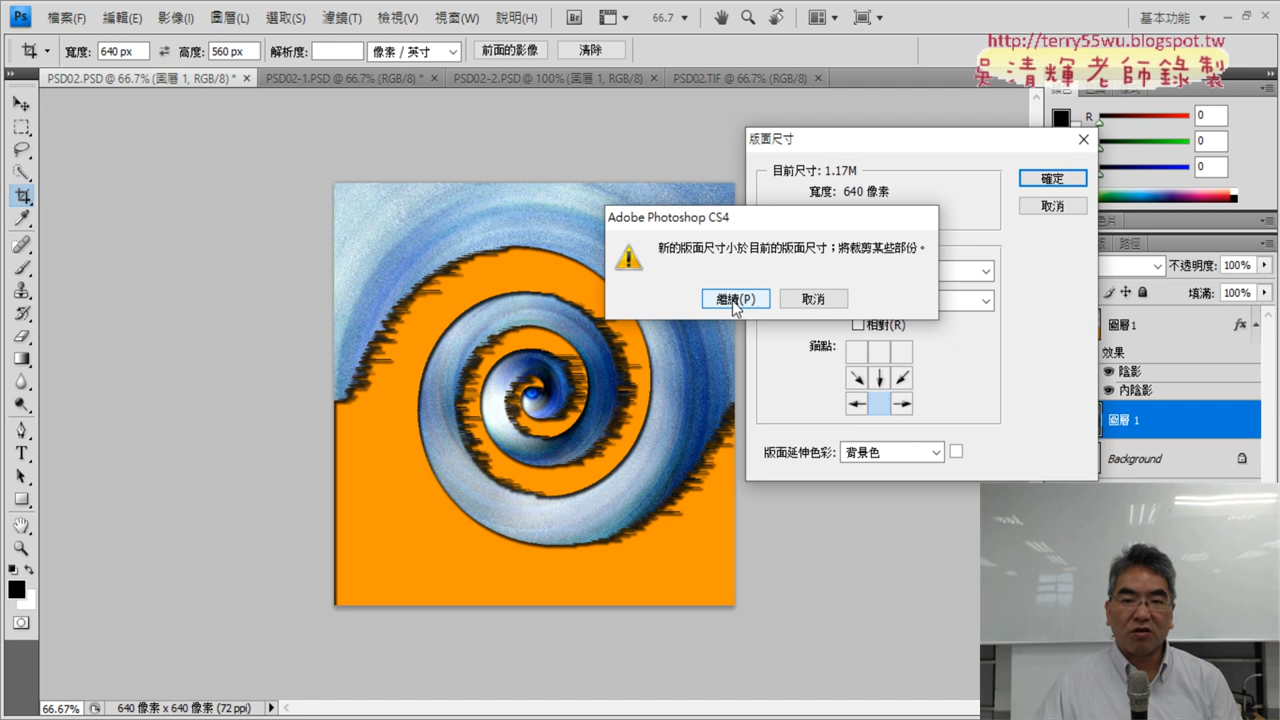 Ps 檔案(F) 編輯(E) 影像(I) 圖層(L) 選取(S) 濾鏡(T) 檢視(V) 視窗(W) 說明(H) Br 66.7 基本功能
http://terry55wu.blogspot.tw
寬度: 640 px 高度: 560 px 解析度: 像素 / 英寸 前面的影像 清除
吳清輝老師錄製
PSD02.PSD @ 66.7% (圖層 1, RGB/8) * PSD02-1.PSD @ 66.7% (RGB/8) * PSD02-2.PSD @ 100% (圖層 1, RGB/8) PSD02.TIF @ 66.7% (RGB/8)
R 0
0
0
版面尺寸
目前尺寸: 1.17M
寬度: 640 像素
確定
取消
Adobe Photoshop CS4
新的版面尺寸小於目前的版面尺寸；將裁剪某些部份。
繼續(P) 取消
相對(R)
錨點:
版面延伸色彩: 背景色
路徑
不透明度: 100%
填滿: 100%
圖層1 fx
效果
陰影
內陰影
圖層 1
Background
T
66.67% 640 像素 x 640 像素 (72 ppi)